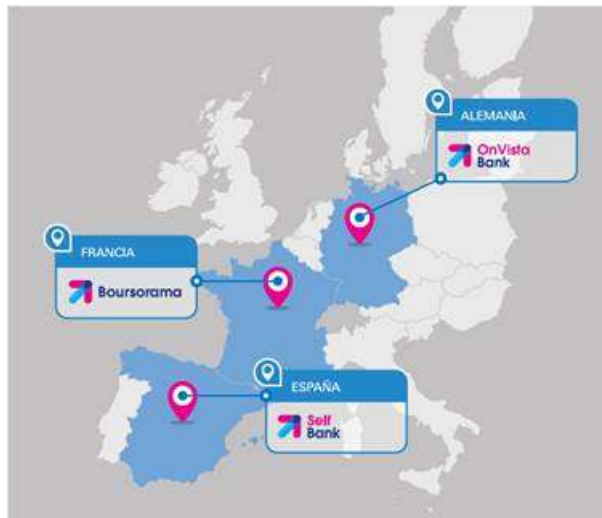 ALEMANIA
OnVista
Bank
FRANCIA
Boursorama
ESPAÑA
Self
Bank